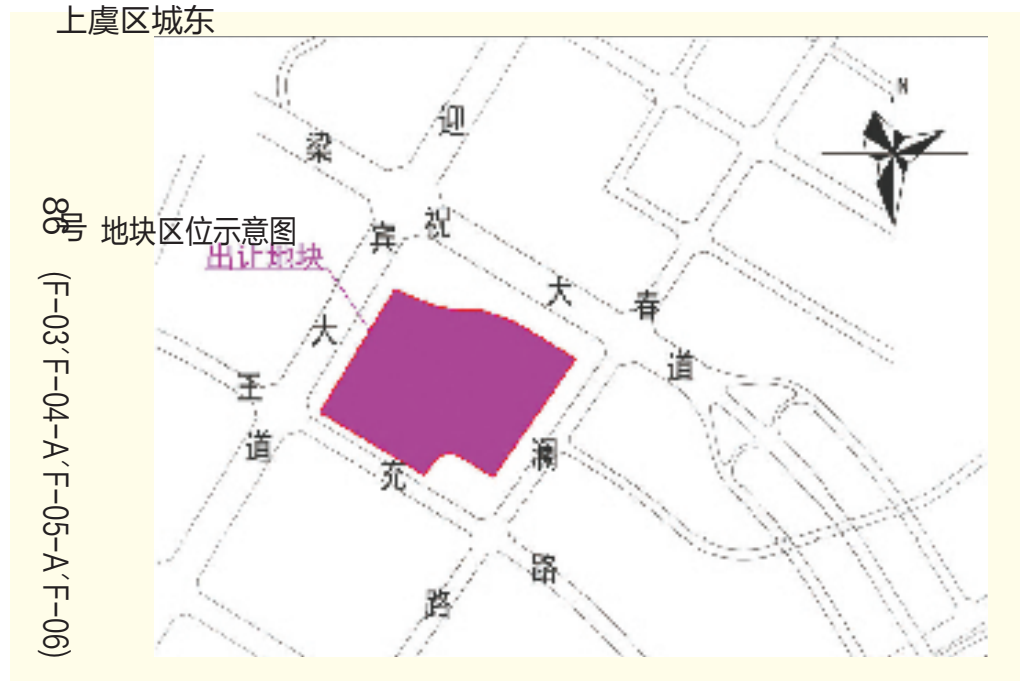 上虞区城东
86号
地块区位示意图
(F-03、F-04-A、F-05-A、F-06)
N
出让地块
迎宾大道
梁祝大道
春澜路
王充路